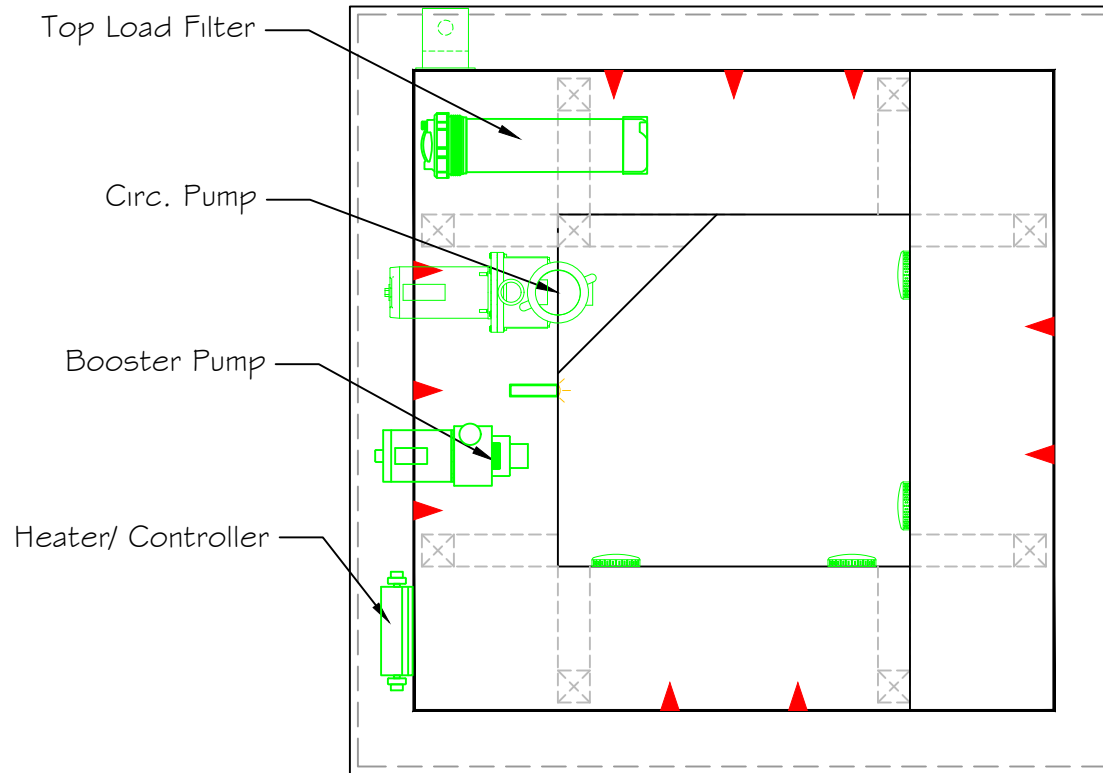 Top Load Filter
Circ. Pump
Booster Pump
Heater/ Controller